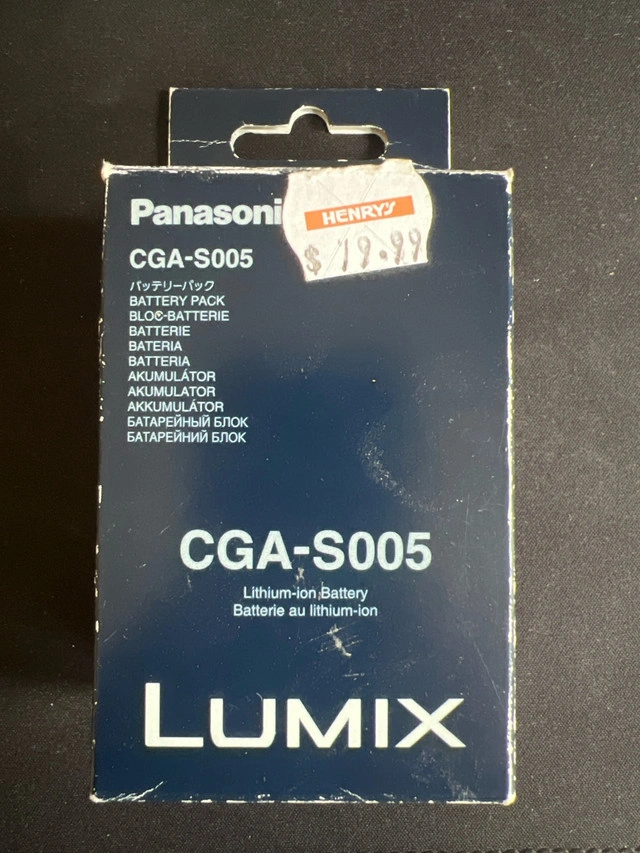 Panasoni
HENRY'S
$ 19.99
CGA-S005
バッテリーパック
BATTERY PACK
BLOC-BATTERIE
BATTERIE
BATERIA
BATTERIA
AKUMULÁTOR
AKUMULATOR
AKKUMULÁTOR
БАТАРЕЙНЫЙ БЛОК
БАТАРЕЙНИЙ БЛОК
CGA-S005
Lithium-ion Battery
Batterie au lithium-ion
LUMIX